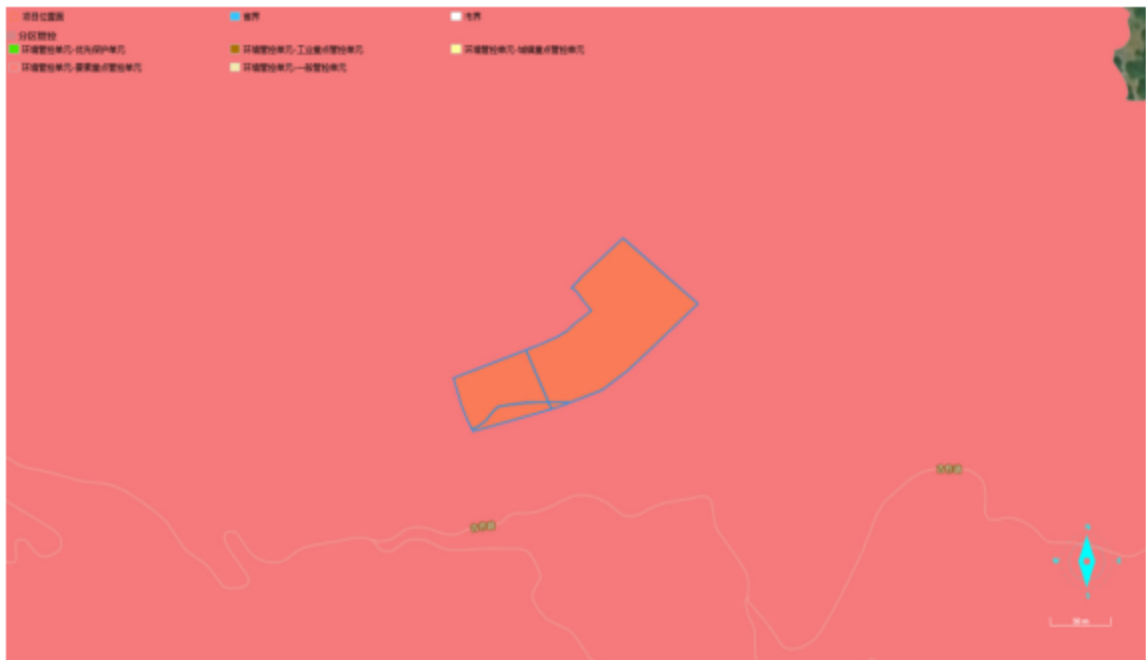 项目位置图 省界 市界
分区管控
环境管控单元-优先保护单元 环境管控单元-工业重点管控单元 环境管控单元-城镇重点管控单元
环境管控单元-要素重点管控单元 环境管控单元-一般管控单元